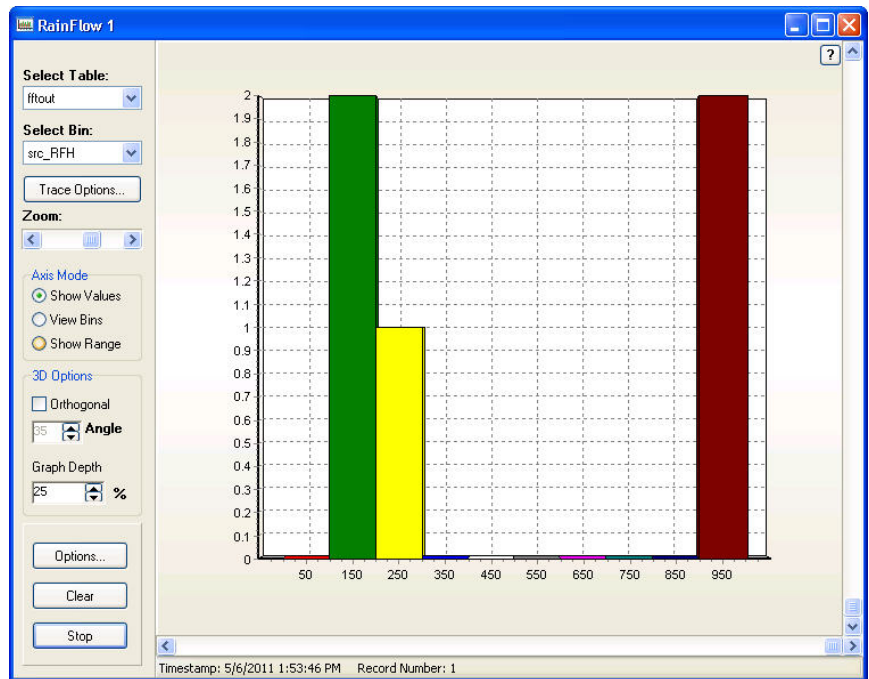 RainFlow 1
?
Select Table:
fftout
Select Bin:
src_RFH
Trace Options...
Zoom:
Axis Mode
Show Values
View Bins
Show Range
3D Options
Orthogonal
35 Angle
Graph Depth
25 %
Options...
Clear
Stop
2
1.9
1.8
1.7
1.6
1.5
1.4
1.3
1.2
1.1
1
0.9
0.8
0.7
0.6
0.5
0.4
0.3
0.2
0.1
0
50 150 250 350 450 550 650 750 850 950
Timestamp: 5/6/2011 1:53:46 PM Record Number: 1